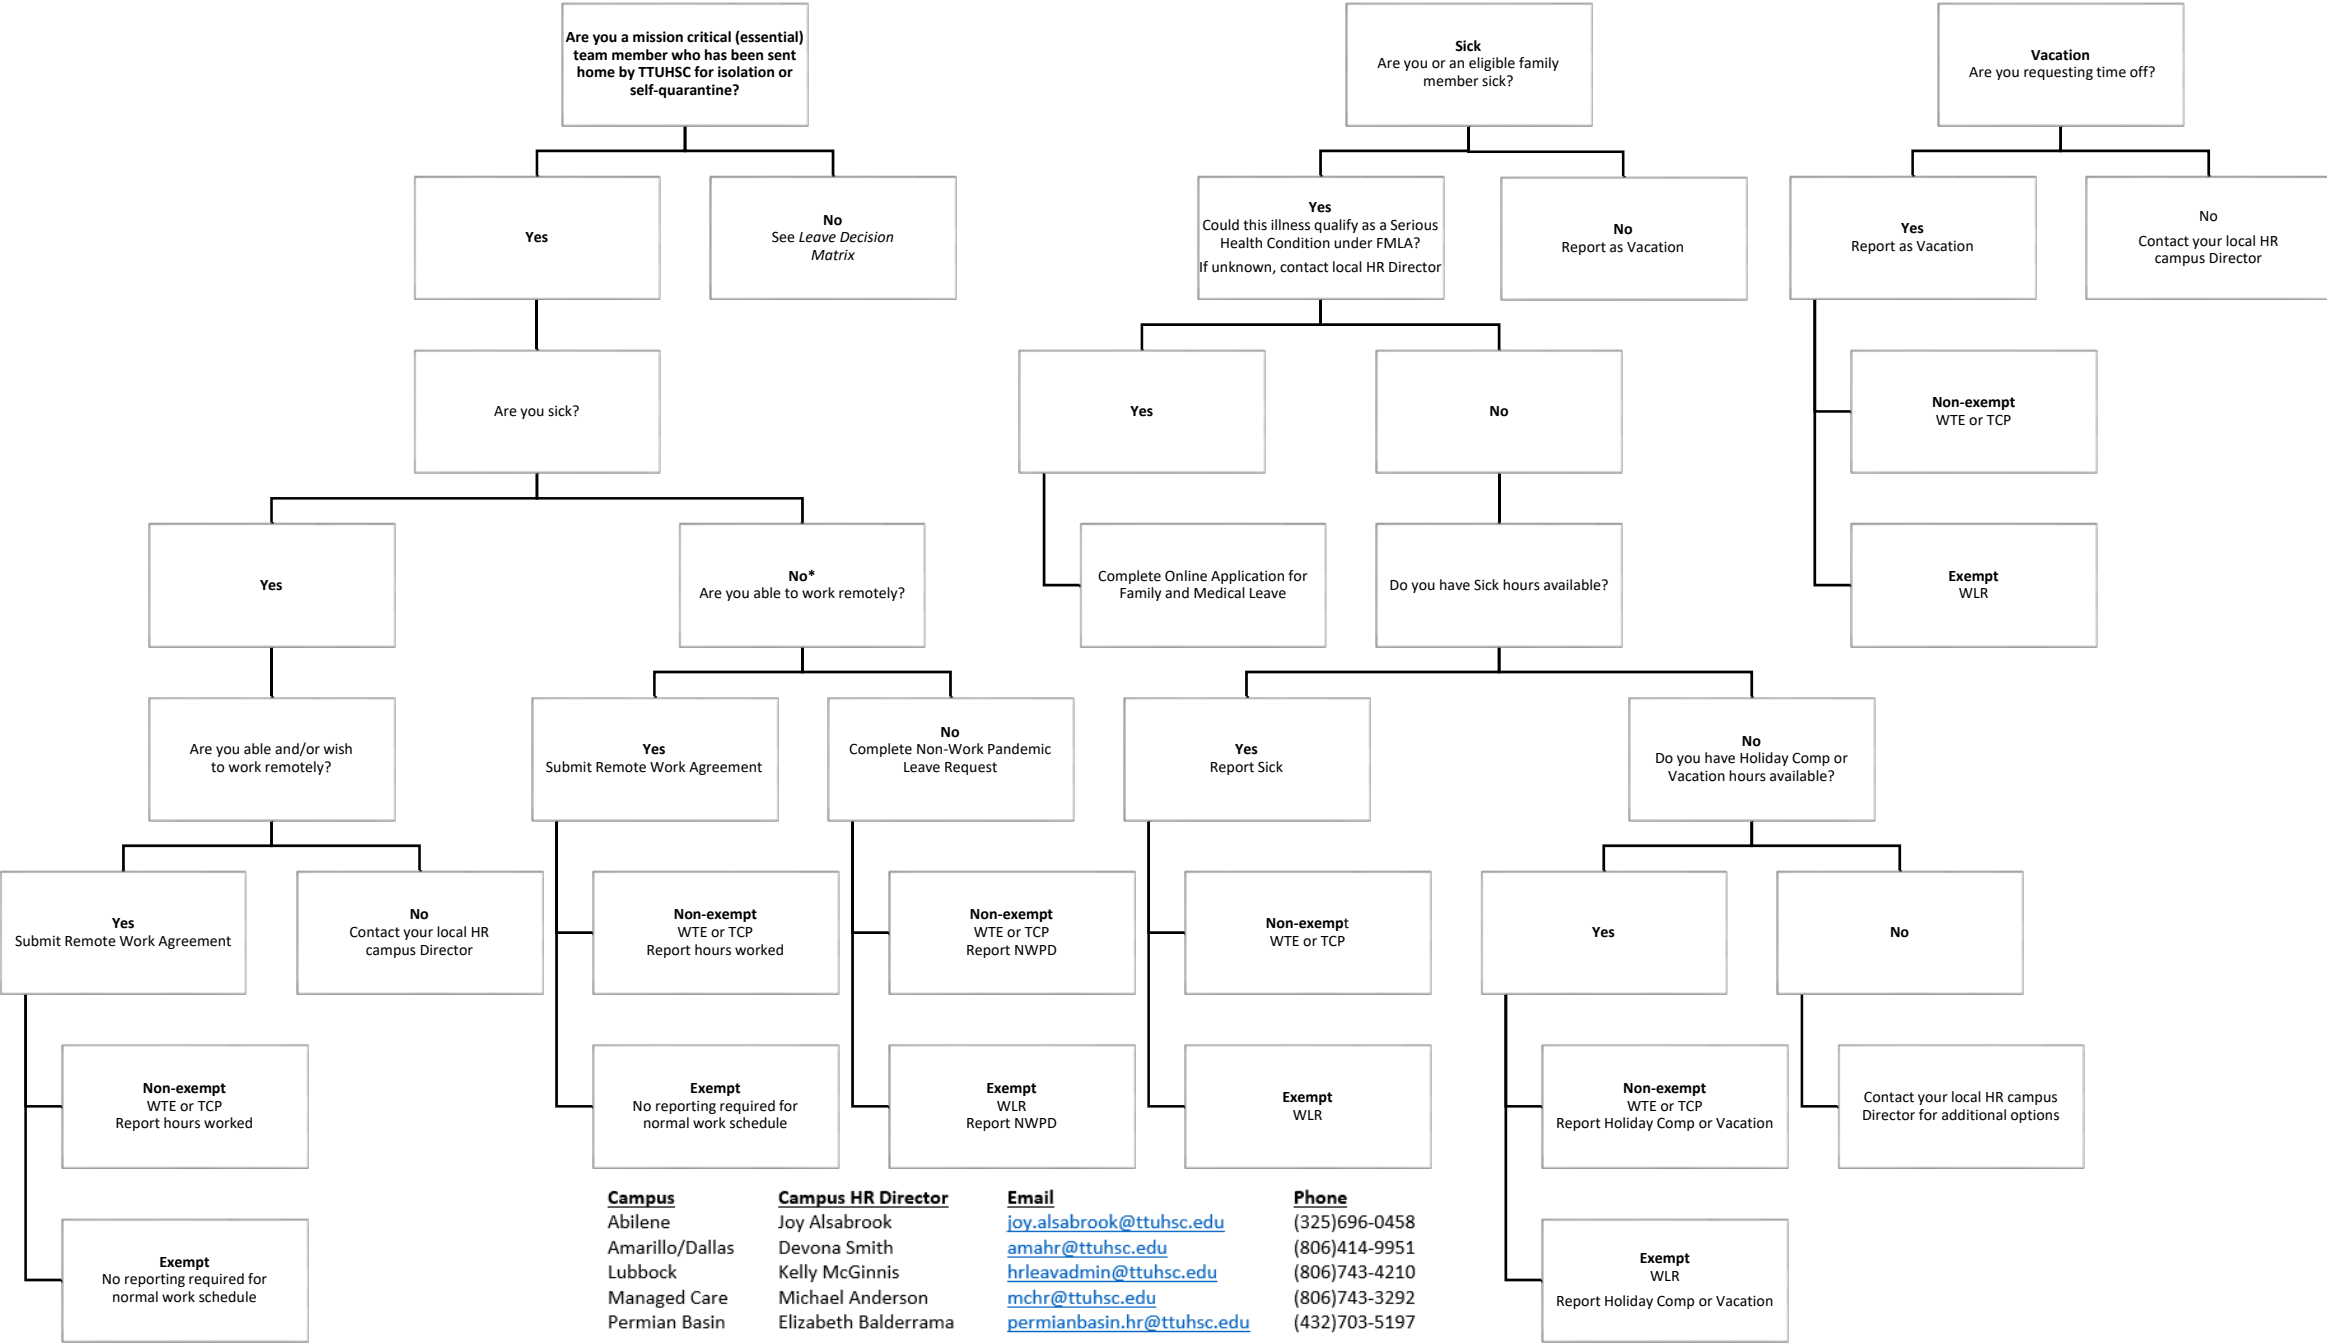 Are you a mission critical (essential)
team member who has been sent
home by TTUHSC for isolation or
self-quarantine?
Sick
Are you or an eligible family
member sick?
Vacation
Are you requesting time off?
Yes
No
See Leave Decision
Matrix
Yes
Could this illness qualify as a Serious
Health Condition under FMLA?
If unknown, contact local HR Director
No
Report as Vacation
Yes
Report as Vacation
No
Contact your local HR
campus Director
Are you sick?
Yes
No
Non-exempt
WTE or TCP
Yes
No*
Are you able to work remotely?
Complete Online Application for
Family and Medical Leave
Do you have Sick hours available?
Exempt
WLR
Are you able and/or wish
to work remotely?
Yes
Submit Remote Work Agreement
No
Complete Non-Work Pandemic
Leave Request
Yes
Report Sick
No
Do you have Holiday Comp or
Vacation hours available?
Yes
Submit Remote Work Agreement
No
Contact your local HR
campus Director
Non-exempt
WTE or TCP
Report hours worked
Non-exempt
WTE or TCP
Report NWPD
Non-exempt
WTE or TCP
Yes
No
Non-exempt
WTE or TCP
Report hours worked
Exempt
No reporting required for
normal work schedule
Exempt
WLR
Report NWPD
Exempt
WLR
Non-exempt
WTE or TCP
Report Holiday Comp or Vacation
Contact your local HR campus
Director for additional options
Exempt
No reporting required for
normal work schedule
Exempt
WLR
Report Holiday Comp or Vacation
Campus Campus HR Director Email Phone
Abilene Joy Alsabrook joy.alsabrook@ttuhsc.edu (325)696-0458
Amarillo/Dallas Devona Smith amahr@ttuhsc.edu (806)414-9951
Lubbock Kelly McGinnis hrleavadmin@ttuhsc.edu (806)743-4210
Managed Care Michael Anderson mchr@ttuhsc.edu (806)743-3292
Permian Basin Elizabeth Balderrama permianbasin.hr@ttuhsc.edu (432)703-5197